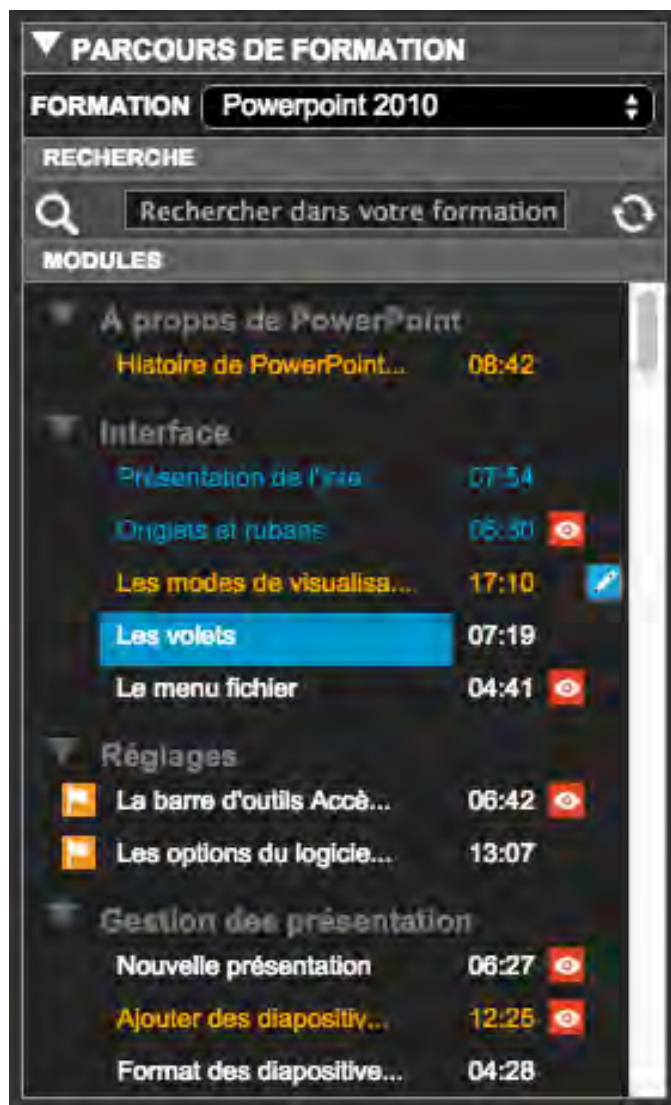 PARCOURS DE FORMATION
FORMATION Powerpoint 2010
RECHERCHE
Rechercher dans votre formation
MODULES
A propos de PowerPoint
Histoire de PowerPoint... 08:42
Interface
Présentation de l'inte... 07:54
Onglets et rubans 05:30
Les modes de visualisa... 17:10
Les volets 07:19
Le menu fichier 04:41
Réglages
La barre d'outils Accè... 06:42
Les options du logicie... 13:07
Gestion des présentation
Nouvelle présentation 06:27
Ajouter des diapositiv... 12:25
Format des diapositive... 04:28